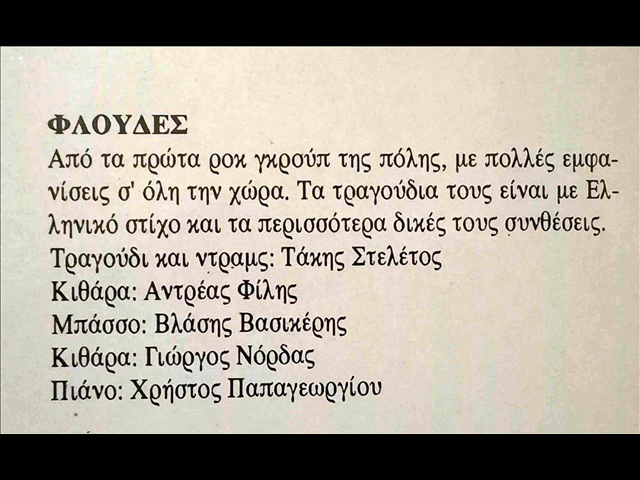 ΦΛΟΥΔΕΣ
Από τα πρώτα ροκ γκρούπ της πόλης, με πολλές εμφα-
νίσεις σ' όλη την χώρα. Τα τραγούδια τους είναι με Ελ-
ληνικό στίχο και τα περισσότερα δικές τους συνθέσεις.
Τραγούδι και ντραμς: Τάκης Στελέτος
Κιθάρα: Αντρέας Φίλης
Μπάσσο: Βλάσης Βασικέρης
Κιθάρα: Γιώργος Νόρδας
Πιάνο: Χρήστος Παπαγεωργίου